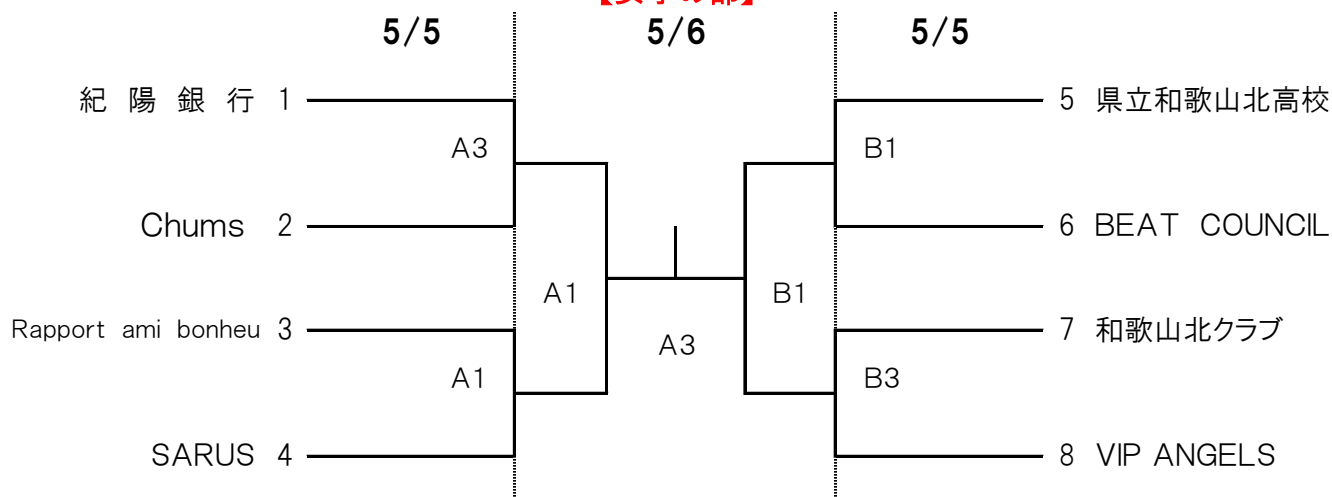 5/5 5/6 5/5
紀陽銀行 1
5 県立和歌山北高校
A3
B1
Chums 2
6 BEAT COUNCIL
A1
B1
Rapport ami bonheu 3
7 和歌山北クラブ
A3
A1
B3
SARUS 4
8 VIP ANGELS